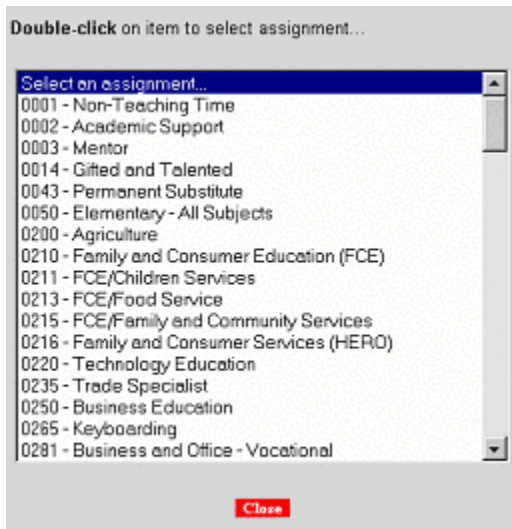 Double-click on item to select assignment...
Select an assignment...
0001 - Non-Teaching Time
0002 - Academic Support
0003 - Mentor
0014 - Gifted and Talented
0043 - Permanent Substitute
0050 - Elementary - All Subjects
0200 - Agriculture
0210 - Family and Consumer Education (FCE)
0211 - FCE/Children Services
0213 - FCE/Food Service
0215 - FCE/Family and Community Services
0216 - Family and Consumer Services (HERO)
0220 - Technology Education
0235 - Trade Specialist
0250 - Business Education
0265 - Keyboarding
0281 - Business and Office - Vocational
Close